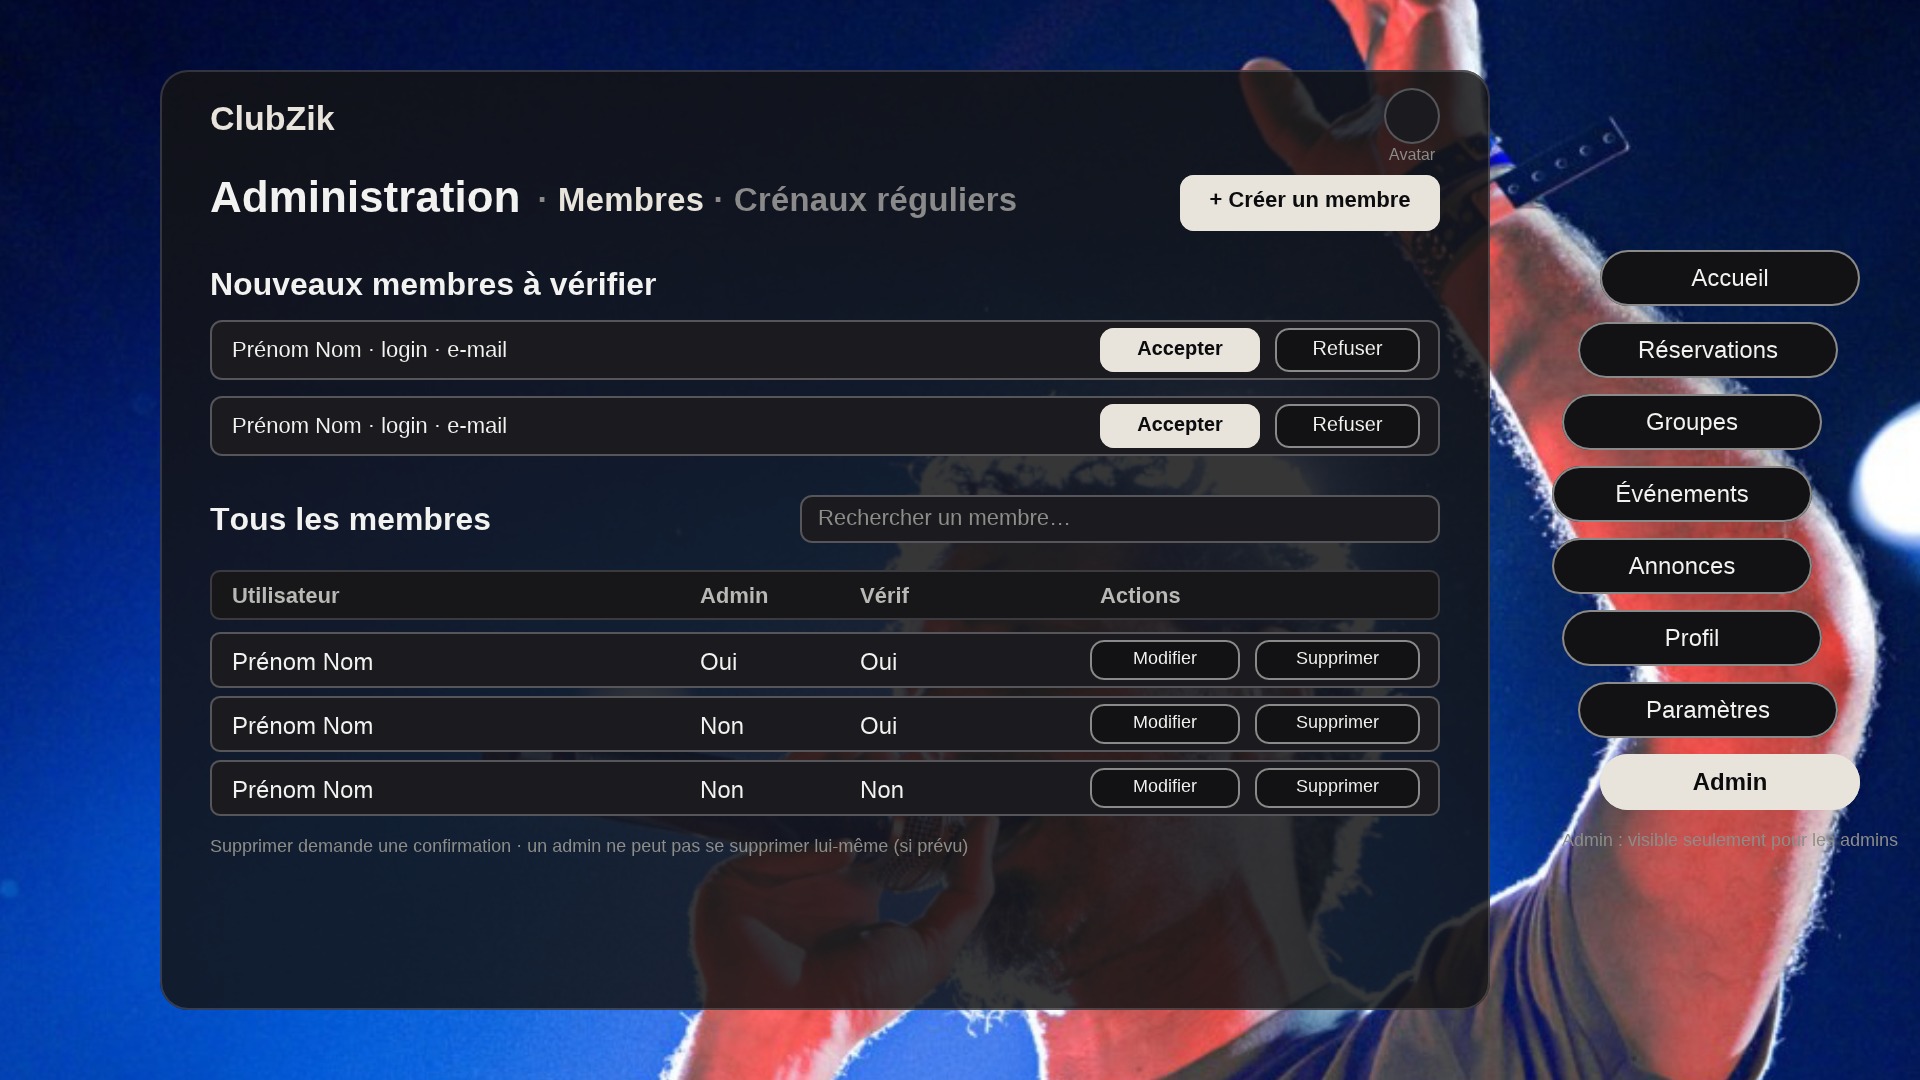 ClubZik
Avatar
Administration · Membres · Crénaux réguliers
+ Créer un membre
Nouveaux membres à vérifier
Prénom Nom · login · e-mail Accepter Refuser
Prénom Nom · login · e-mail Accepter Refuser
Tous les membres Rechercher un membre…
Utilisateur Admin Vérif Actions
Prénom Nom Oui Oui Modifier Supprimer
Prénom Nom Non Oui Modifier Supprimer
Prénom Nom Non Non Modifier Supprimer
Supprimer demande une confirmation · un admin ne peut pas se supprimer lui-même (si prévu)
Accueil
Réservations
Groupes
Événements
Annonces
Profil
Paramètres
Admin
Admin : visible seulement pour les admins